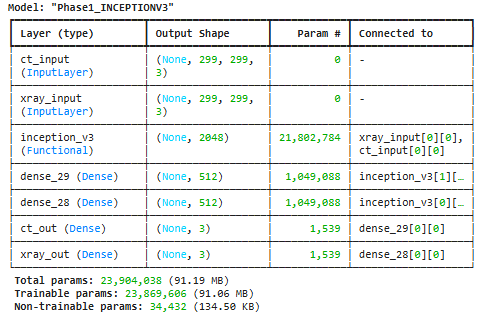 Model: "Phase1_INCEPTIONV3"
Layer (type) Output Shape Param # Connected to
ct_input (None, 299, 299, 0 -
(InputLayer) 3)
xray_input (None, 299, 299, 0 -
(InputLayer) 3)
inception_v3 (None, 2048) 21,802,784 xray_input[0][0],
(Functional) ct_input[0][0]
dense_29 (Dense) (None, 512) 1,049,088 inception_v3[1][…
dense_28 (Dense) (None, 512) 1,049,088 inception_v3[0][…
ct_out (Dense) (None, 3) 1,539 dense_29[0][0]
xray_out (Dense) (None, 3) 1,539 dense_28[0][0]
Total params: 23,904,038 (91.19 MB)
Trainable params: 23,869,606 (91.06 MB)
Non-trainable params: 34,432 (134.50 KB)